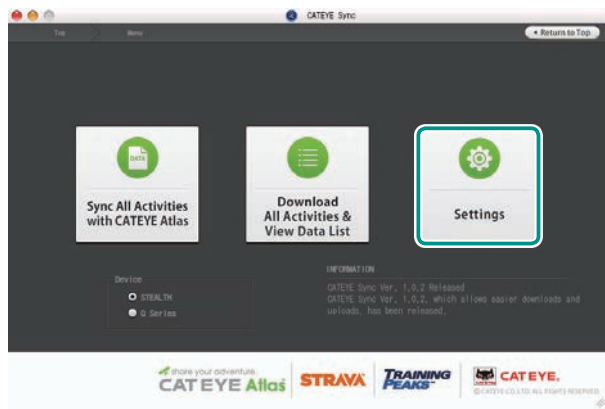 CATEYE Sync
Top
Menu
Return to Top
DATA
Sync All Activities
with CATEYE Atlas
Download
All Activities &
View Data List
Settings
Device
STEALTH
Q Series
INFORMATION
CATEYE Sync Ver. 1.0.2 Released
CATEYE Sync Ver. 1.0.2, which allows easier downloads and
uploads, has been released.
share your adventure.
CATEYE Atlas
STRAVA
TRAINING
PEAKS
CATEYE.
©CATEYE CO.,LTD ALL RIGHTS RESERVED